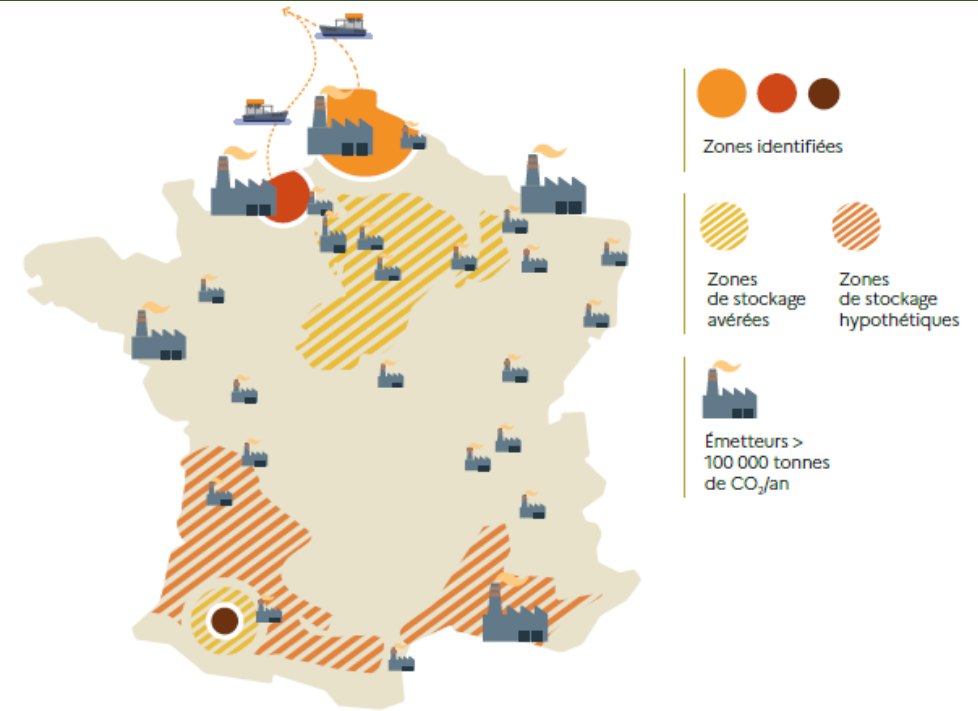 Zones identifiées
Zones
de stockage
avérées
Zones
de stockage
hypothétiques
Émetteurs >
100 000 tonnes
de CO₂/an